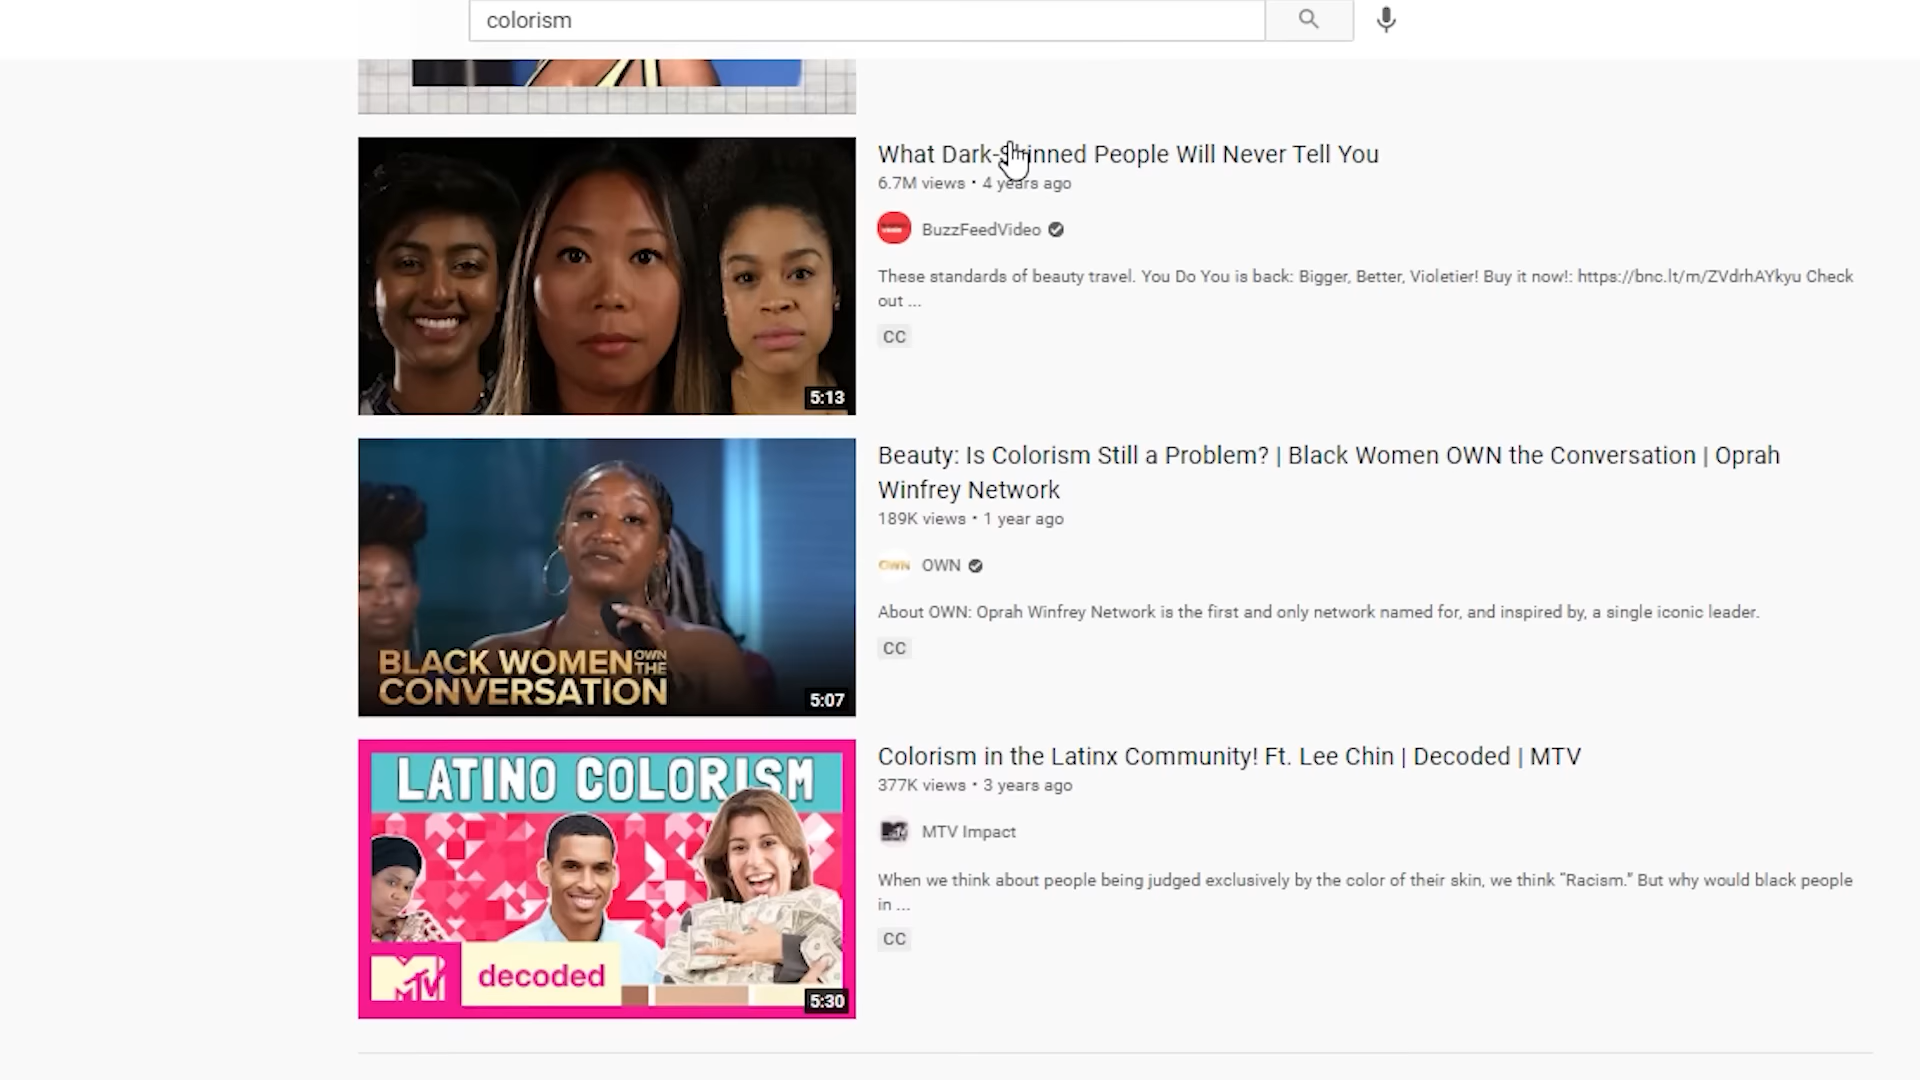 colorism
What Dark-Skinned People Will Never Tell You
6.7M views • 4 years ago
BuzzFeedVideo
These standards of beauty travel. You Do You is back: Bigger, Better, Violetier! Buy it now!: https://bnc.lt/m/ZVdrhAYkyu Check
out ...
CC
5:13
Beauty: Is Colorism Still a Problem? | Black Women OWN the Conversation | Oprah
Winfrey Network
189K views • 1 year ago
OWN
OWN
About OWN: Oprah Winfrey Network is the first and only network named for, and inspired by, a single iconic leader.
CC
BLACK WOMEN OWN THE
CONVERSATION
5:07
LATINO COLORISM
Colorism in the Latinx Community! Ft. Lee Chin | Decoded | MTV
377K views • 3 years ago
MTV Impact
When we think about people being judged exclusively by the color of their skin, we think “Racism.” But why would black people
in ...
CC
MTV decoded
5:30